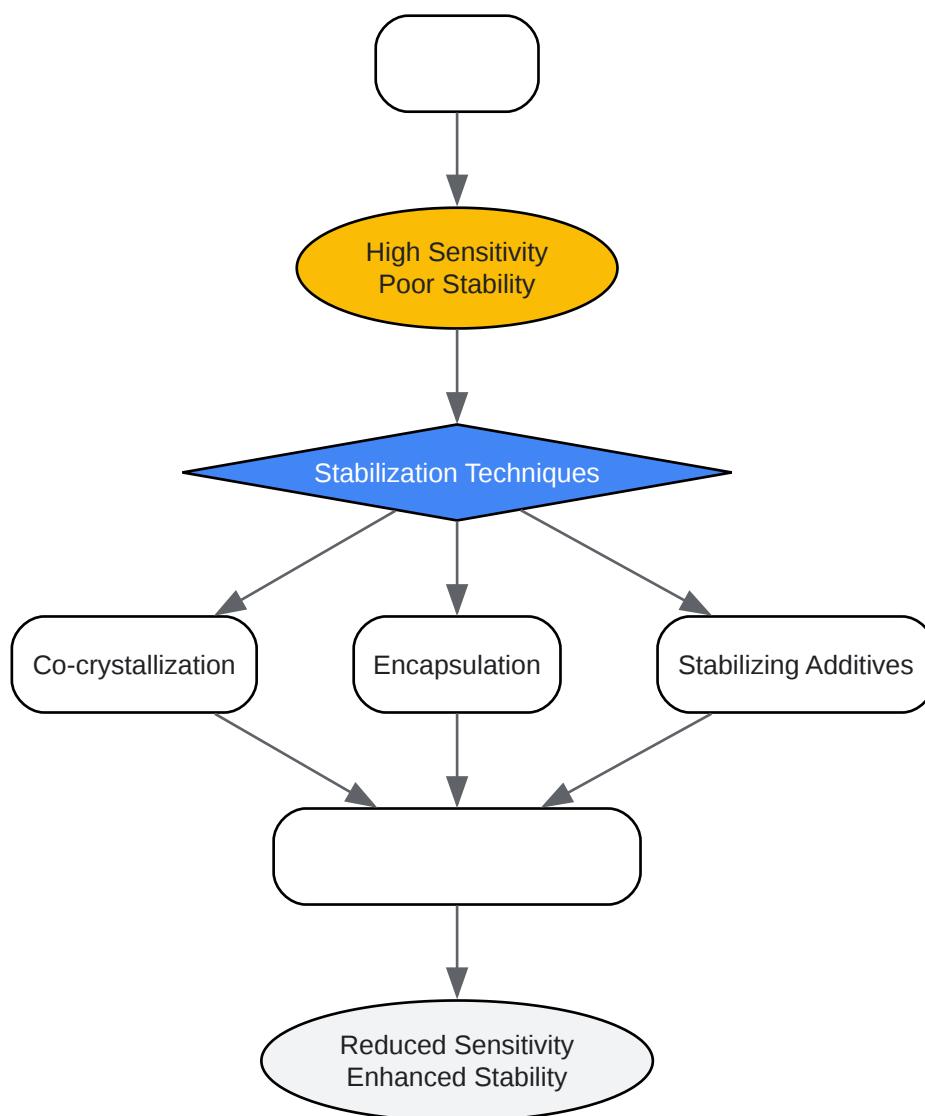 High Sensitivity
Poor Stability
Stabilization Techniques
Co-crystallization
Encapsulation
Stabilizing Additives
Reduced Sensitivity
Enhanced Stability